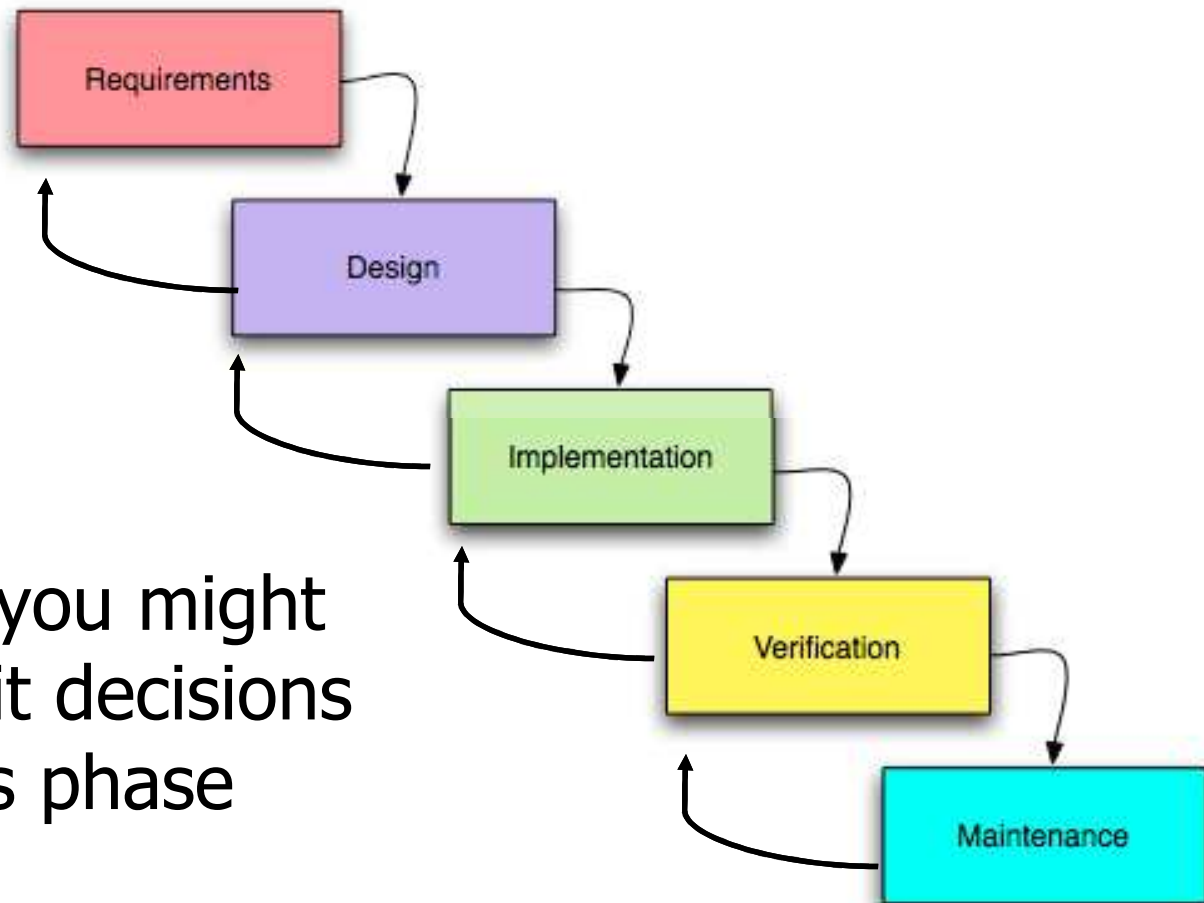 Requirements
Design
Implementation
you might
it decisions
s phase
Verification
Maintenance